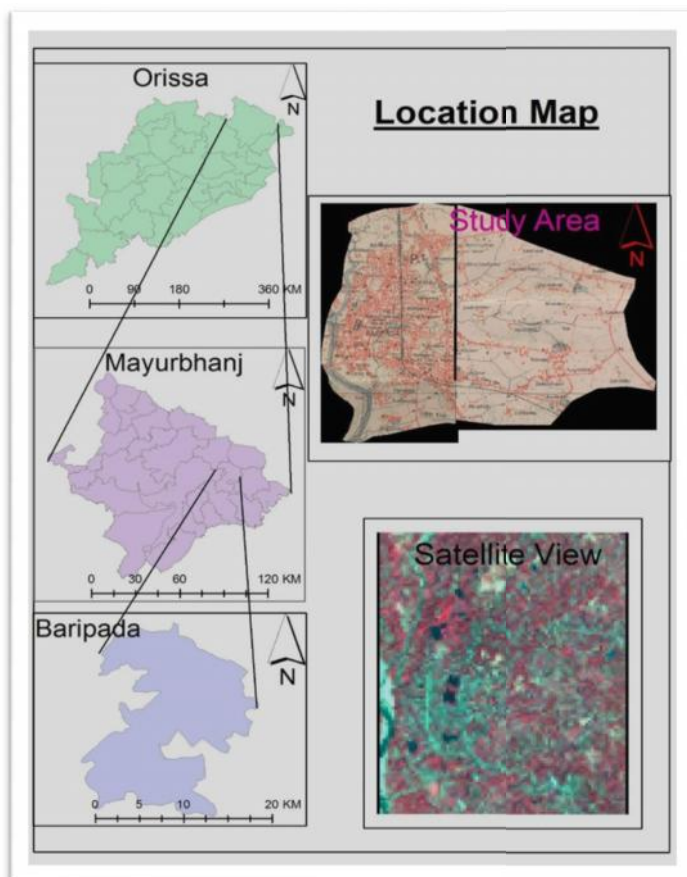 Orissa
N
0 90 180 360 KM
Location Map
Study Area
N
Mayurbhanj
N
0 30 60 120 KM
Satellite View
Baripada
N
0 5 10 20 KM